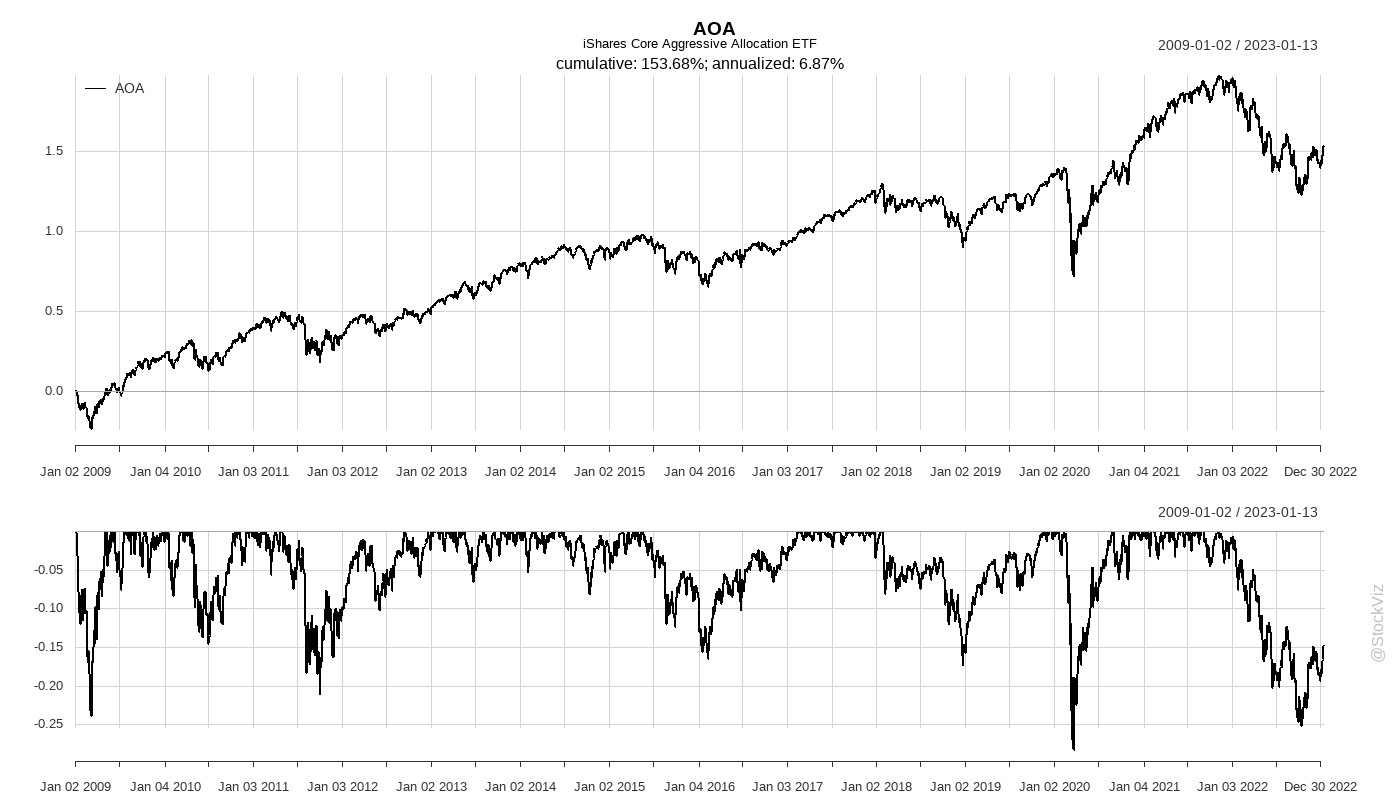 AOA
iShares Core Aggressive Allocation ETF
2009-01-02 / 2023-01-13
cumulative: 153.68%; annualized: 6.87%
AOA
1.5
1.0
0.5
0.0
Jan 02 2009 Jan 04 2010 Jan 03 2011 Jan 03 2012 Jan 02 2013 Jan 02 2014 Jan 02 2015 Jan 04 2016 Jan 03 2017 Jan 02 2018 Jan 02 2019 Jan 02 2020 Jan 04 2021 Jan 03 2022 Dec 30 2022
2009-01-02 / 2023-01-13
-0.05
-0.10
-0.15
-0.20
-0.25
Jan 02 2009 Jan 04 2010 Jan 03 2011 Jan 03 2012 Jan 02 2013 Jan 02 2014 Jan 02 2015 Jan 04 2016 Jan 03 2017 Jan 02 2018 Jan 02 2019 Jan 02 2020 Jan 04 2021 Jan 03 2022 Dec 30 2022
@StockViz